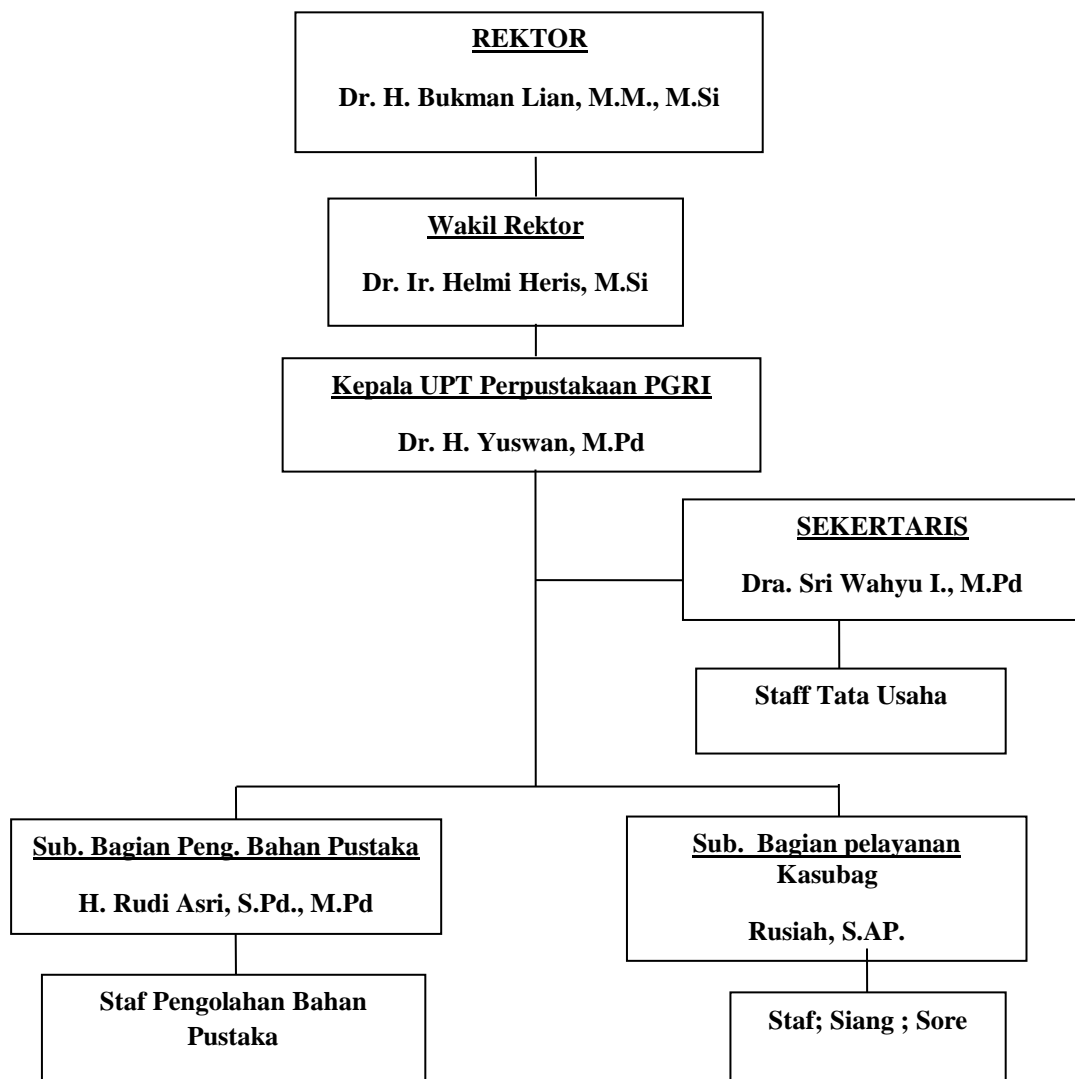 REKTOR
Dr. H. Bukman Lian, M.M., M.Si
Wakil Rektor
Dr. Ir. Helmi Heris, M.Si
Kepala UPT Perpustakaan PGRI
Dr. H. Yuswan, M.Pd
SEKERTARIS
Dra. Sri Wahyu I., M.Pd
Staff Tata Usaha
Sub. Bagian Peng. Bahan Pustaka
H. Rudi Asri, S.Pd., M.Pd
Sub. Bagian pelayanan
Kasubag
Rusiah, S.AP.
Staf Pengolahan Bahan
Pustaka
Staf; Siang ; Sore